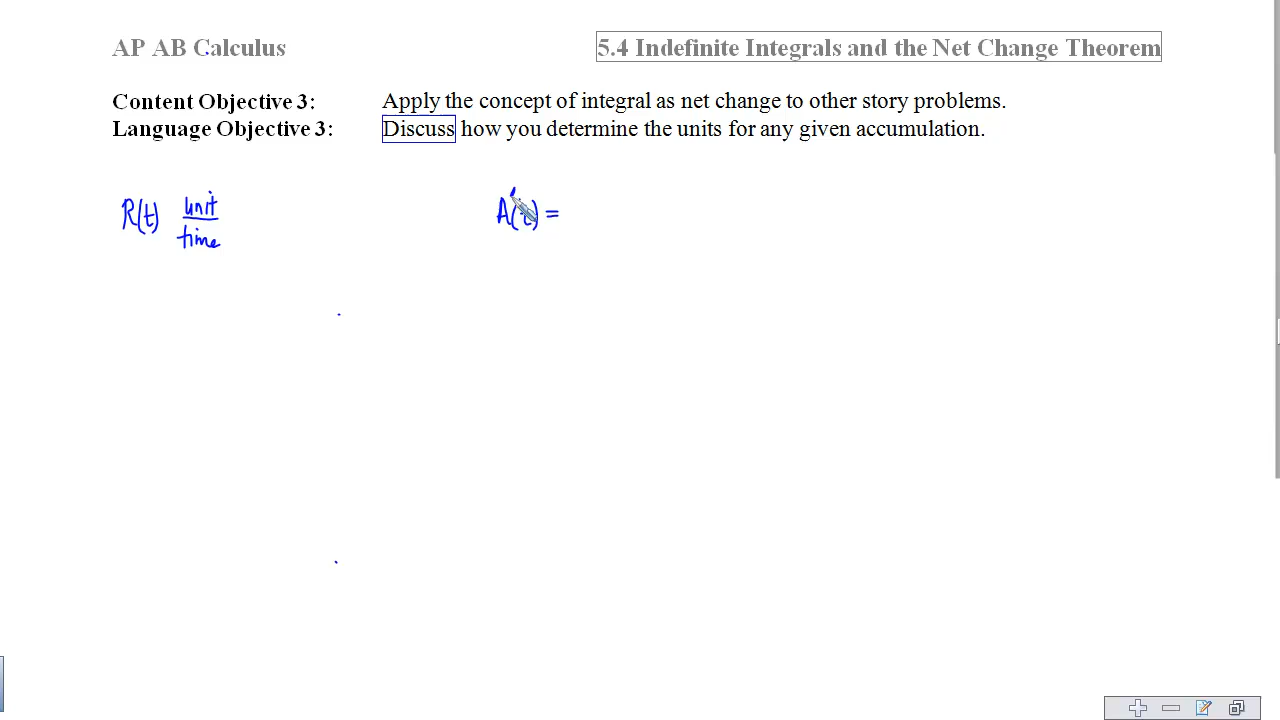 AP AB Calculus
5.4 Indefinite Integrals and the Net Change Theorem
Content Objective 3: Apply the concept of integral as net change to other story problems.
Language Objective 3: Discuss how you determine the units for any given accumulation.
R(t) unit/time
A'(t) =